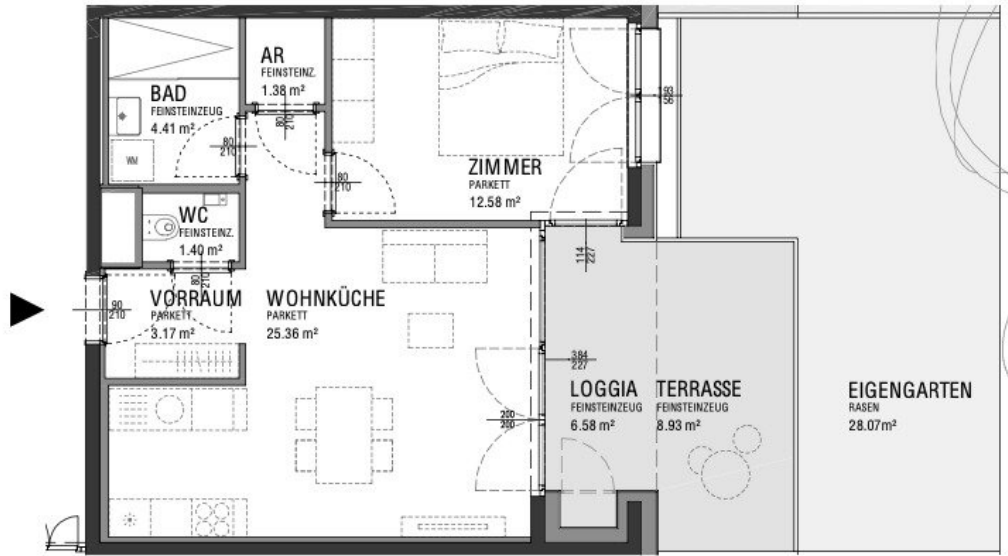 BAD
FEINSTEINZEUG
4.41 m²
WM
80
210
AR
FEINSTEINZ.
1.38 m²
80
210
80
210
ZIMMER
PARKETT
12.58 m²
WC
FEINSTEINZ.
1.40 m²
80
210
114
227
90
210
VORRAUM
PARKETT
3.17 m²
WOHNKÜCHE
PARKETT
25.36 m²
384
227
200
200
LOGGIA
FEINSTEINZEUG
6.58 m²
TERRASSE
FEINSTEINZEUG
8.93 m²
EIGENGARTEN
RASEN
28.07m²